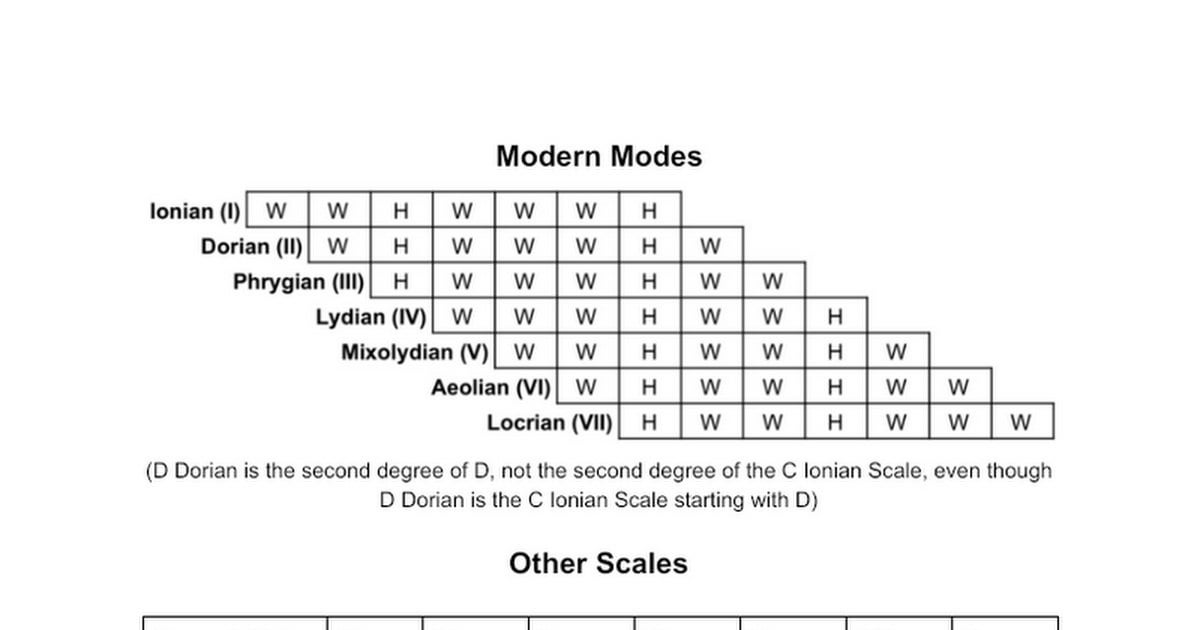 Modern Modes
Ionian (I) W W H W W W H
Dorian (II) W H W W W H W
Phrygian (III) H W W W H W W
Lydian (IV) W W W H W W H
Mixolydian (V) W W H W W H W
Aeolian (VI) W H W W H W W
Locrian (VII) H W W H W W W
(D Dorian is the second degree of D, not the second degree of the C Ionian Scale, even though
D Dorian is the C Ionian Scale starting with D)
Other Scales